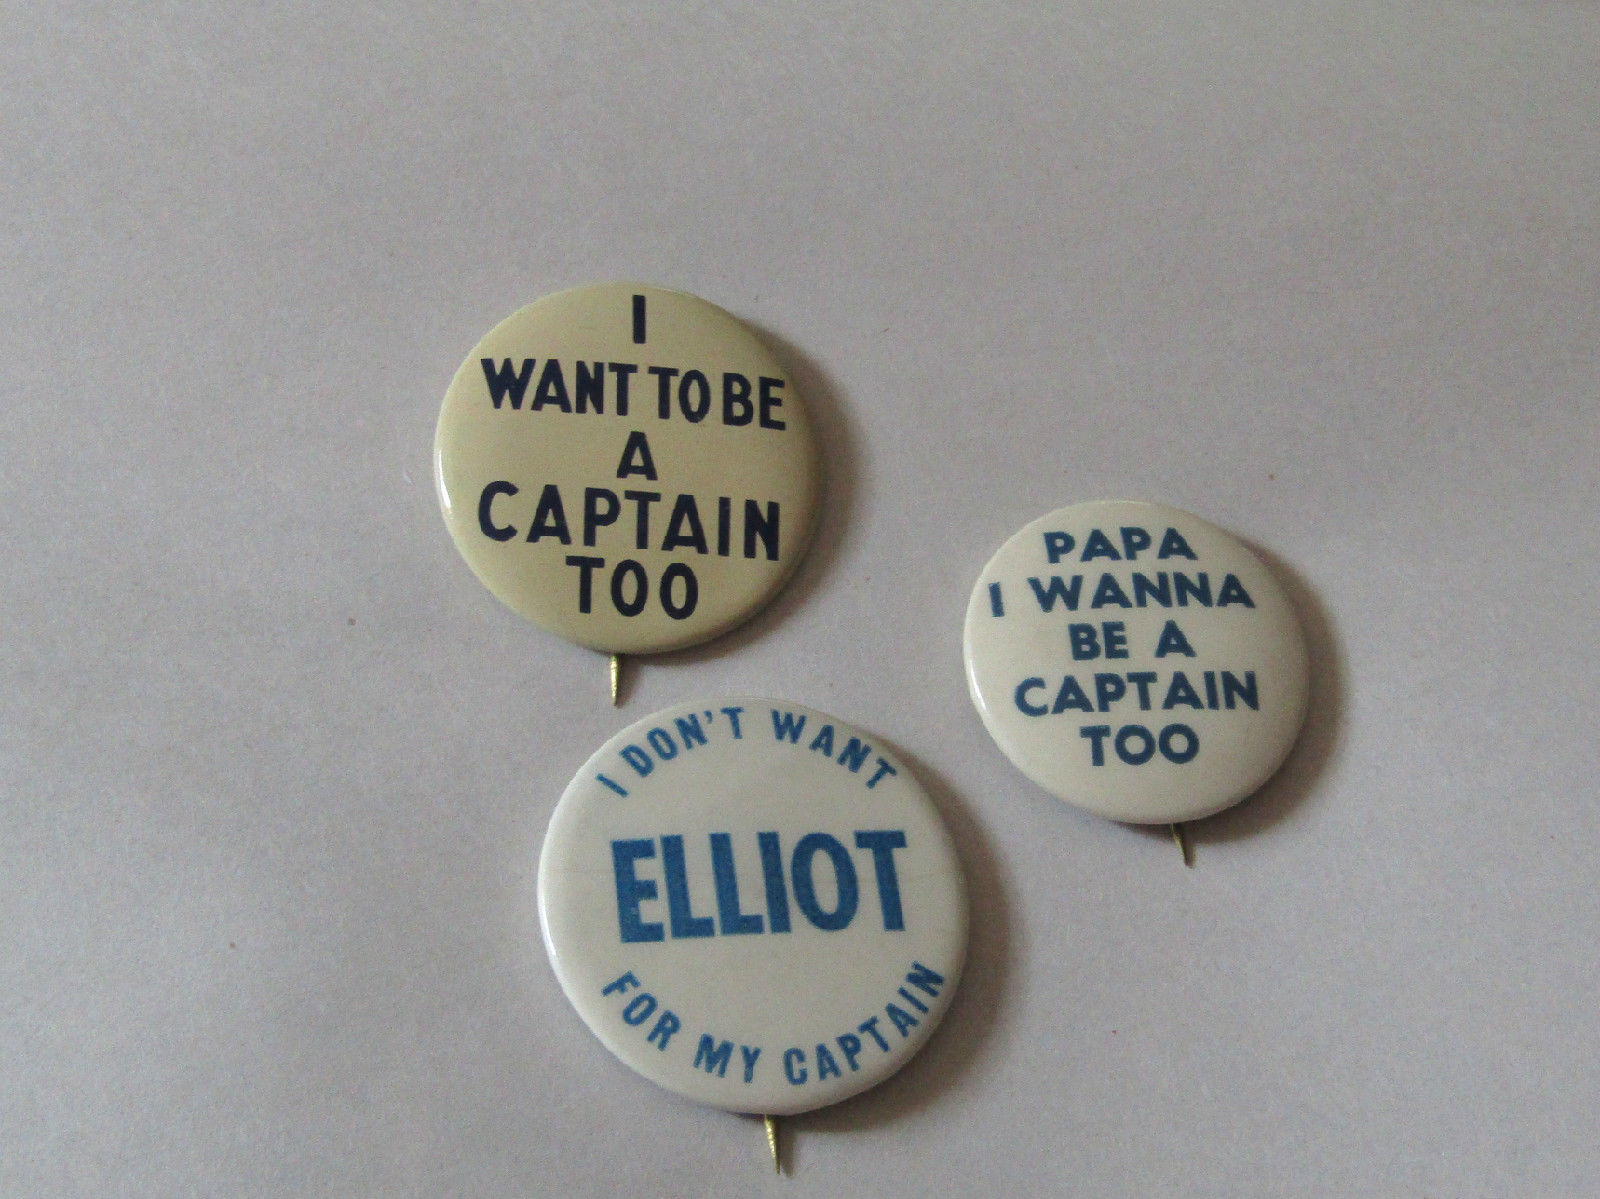 I
WANT TO BE
A
CAPTAIN
TOO
PAPA
I WANNA
BE A
CAPTAIN
TOO
I DON'T WANT
ELLIOT
FOR MY CAPTAIN